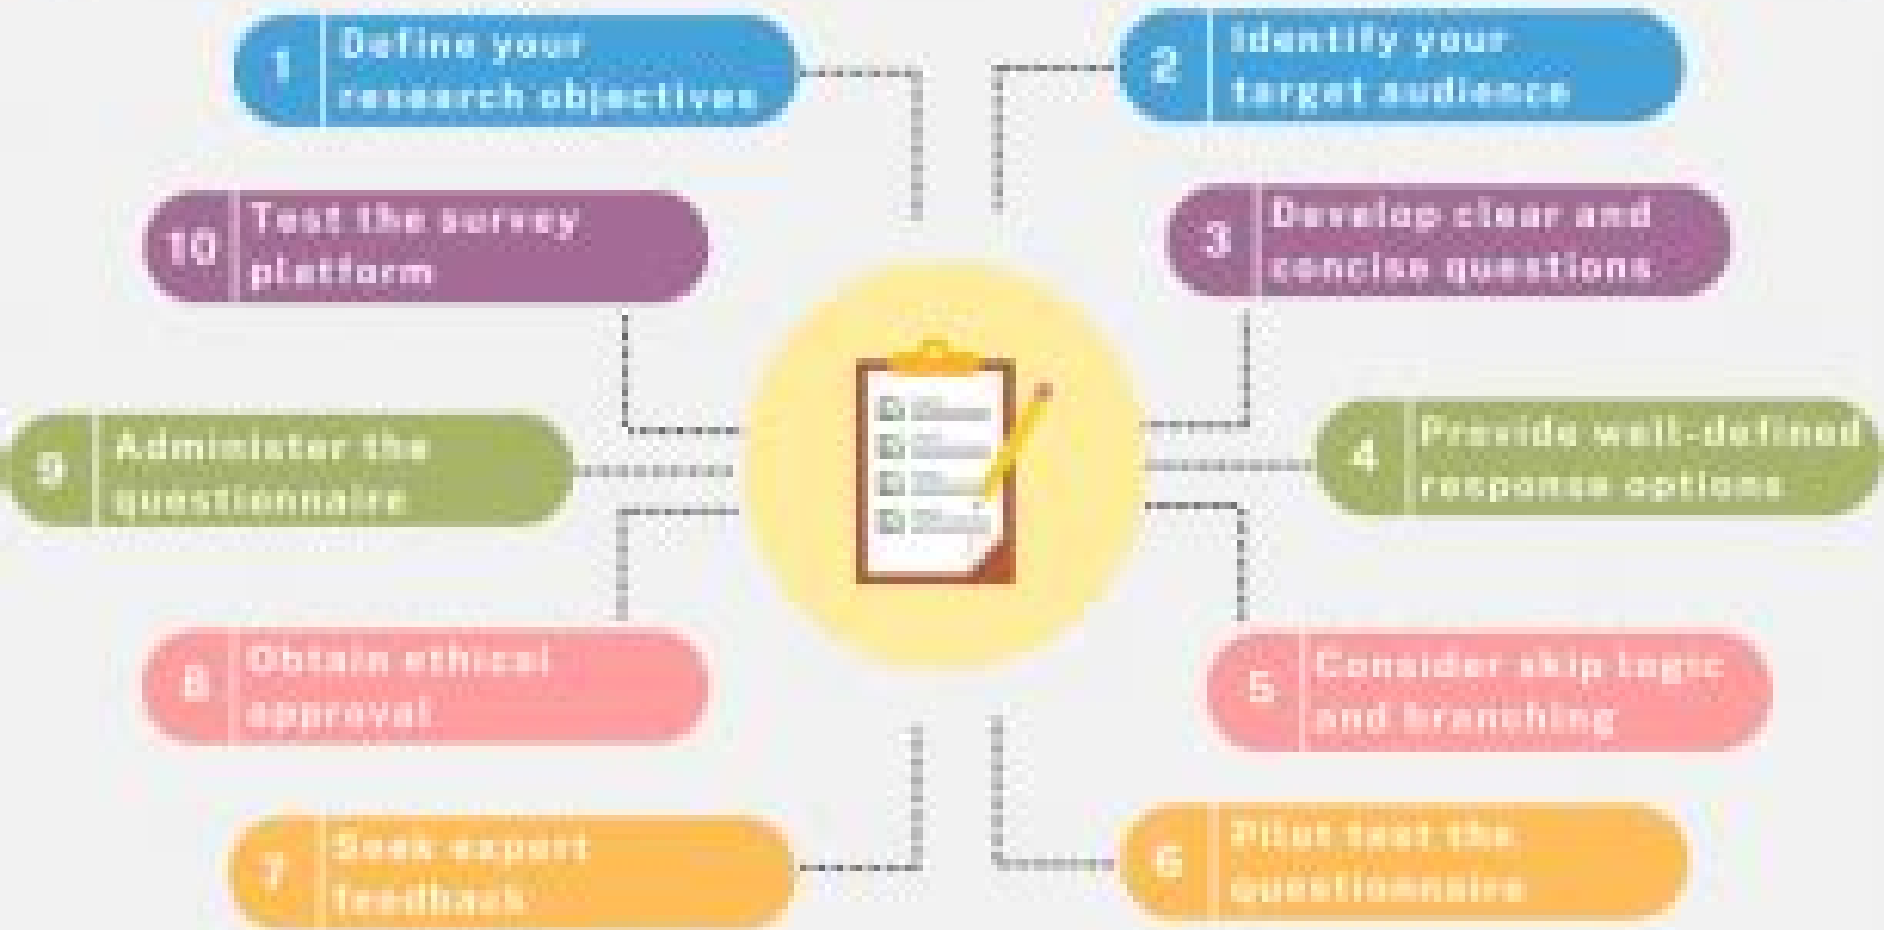 1
Define your
research objectives
2
Identify your
target audience
3
Develop clear and
concise questions
4
Provide well-defined
response options
5
Consider skip logic
and branching
6
Pilot test the
questionnaire
7
Seek expert
feedback
8
Obtain ethical
approval
9
Administer the
questionnaire
10
Test the survey
platform